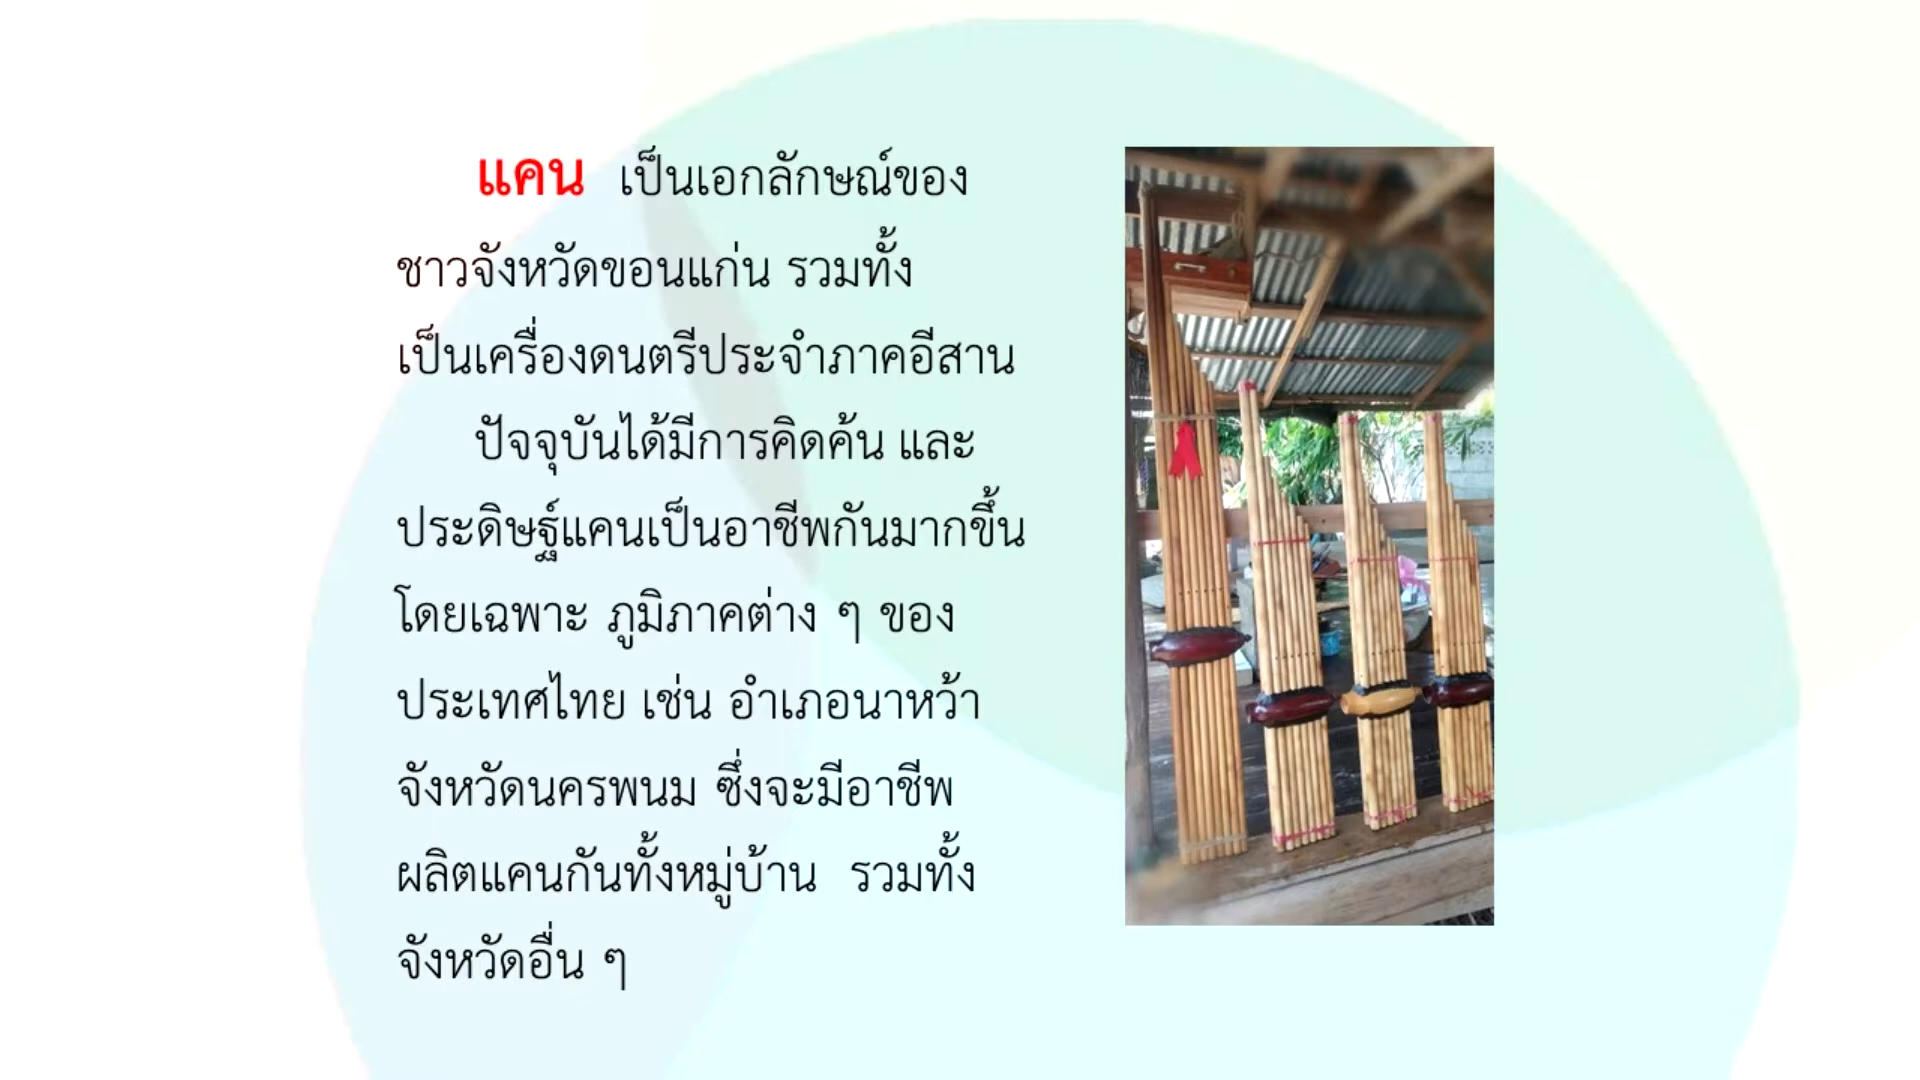 แคน เป็นเอกลักษณ์ของ
ชาวจังหวัดขอนแก่น รวมทั้ง
เป็นเครื่องดนตรีประจำภาคอีสาน
ปัจจุบันได้มีการคิดค้น และ
ประดิษฐ์แคนเป็นอาชีพกันมากขึ้น
โดยเฉพาะ ภูมิภาคต่าง ๆ ของ
ประเทศไทย เช่น อำเภอนาหว้า
จังหวัดนครพนม ซึ่งจะมีอาชีพ
ผลิตแคนกันทั้งหมู่บ้าน รวมทั้ง
จังหวัดอื่น ๆ